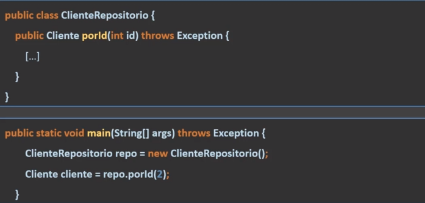 public class ClienteRepositorio {
public Cliente porId(int id) throws Exception {
[...]
}
}
public static void main(String[] args) throws Exception {
ClienteRepositorio repo = new ClienteRepositorio();
Cliente cliente = repo.porId(2);
}